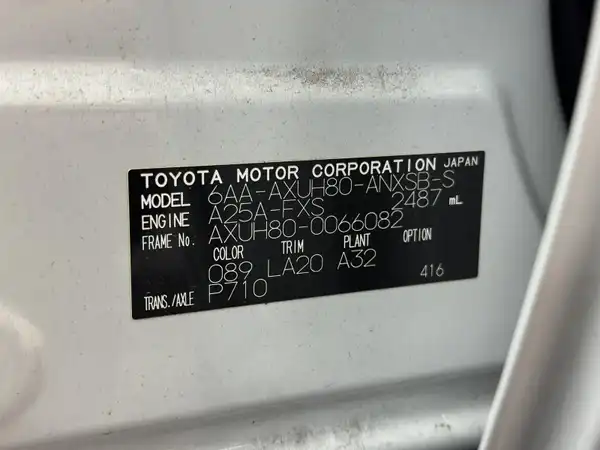 TOYOTA MOTOR CORPORATION JAPAN
MODEL 6AA-AXUH80-ANXSB-S
ENGINE A25A-FXS 2487 mL
FRAME No. AXUH80-0066082
COLOR TRIM PLANT OPTION
089 LA20 A32
TRANS./AXLE P710 416